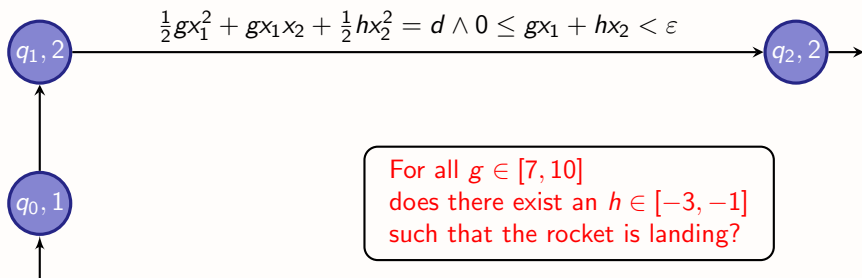 ½gx₁² + gx₁x₂ + ½hx₂² = d ∧ 0 ≤ gx₁ + hx₂ < ε
q₁, 2
q₂, 2
q₀, 1
For all g ∈ [7, 10]
does there exist an h ∈ [−3, −1]
such that the rocket is landing?